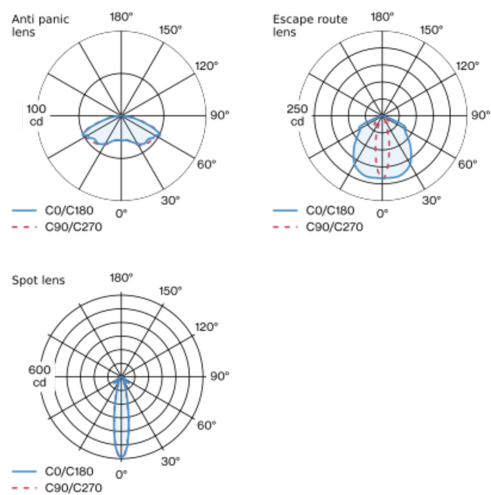 Anti panic
lens
180°
150°
120°
100
cd
90°
60°
30°
0°
C0/C180
C90/C270
Escape route
lens
180°
150°
120°
250
cd
90°
60°
30°
0°
C0/C180
C90/C270
Spot lens
180°
150°
120°
600
cd
90°
60°
30°
0°
C0/C180
C90/C270